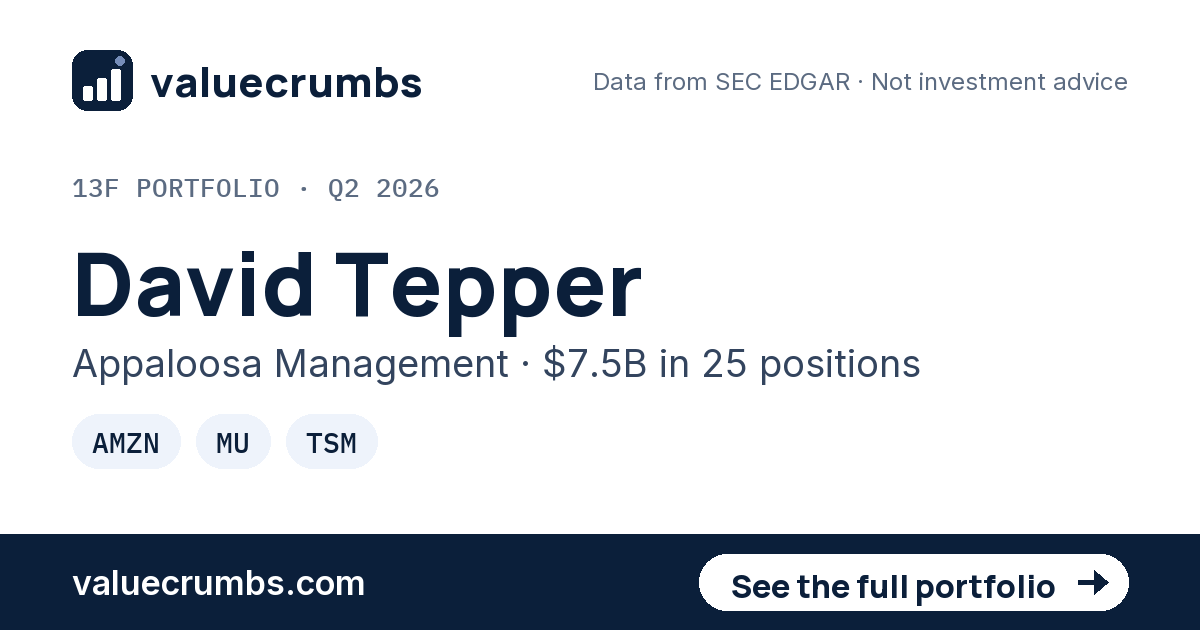 valuecrumbs
Data from SEC EDGAR · Not investment advice
13F PORTFOLIO · Q2 2026
David Tepper
Appaloosa Management · $7.5B in 25 positions
AMZN MU TSM
valuecrumbs.com
See the full portfolio →